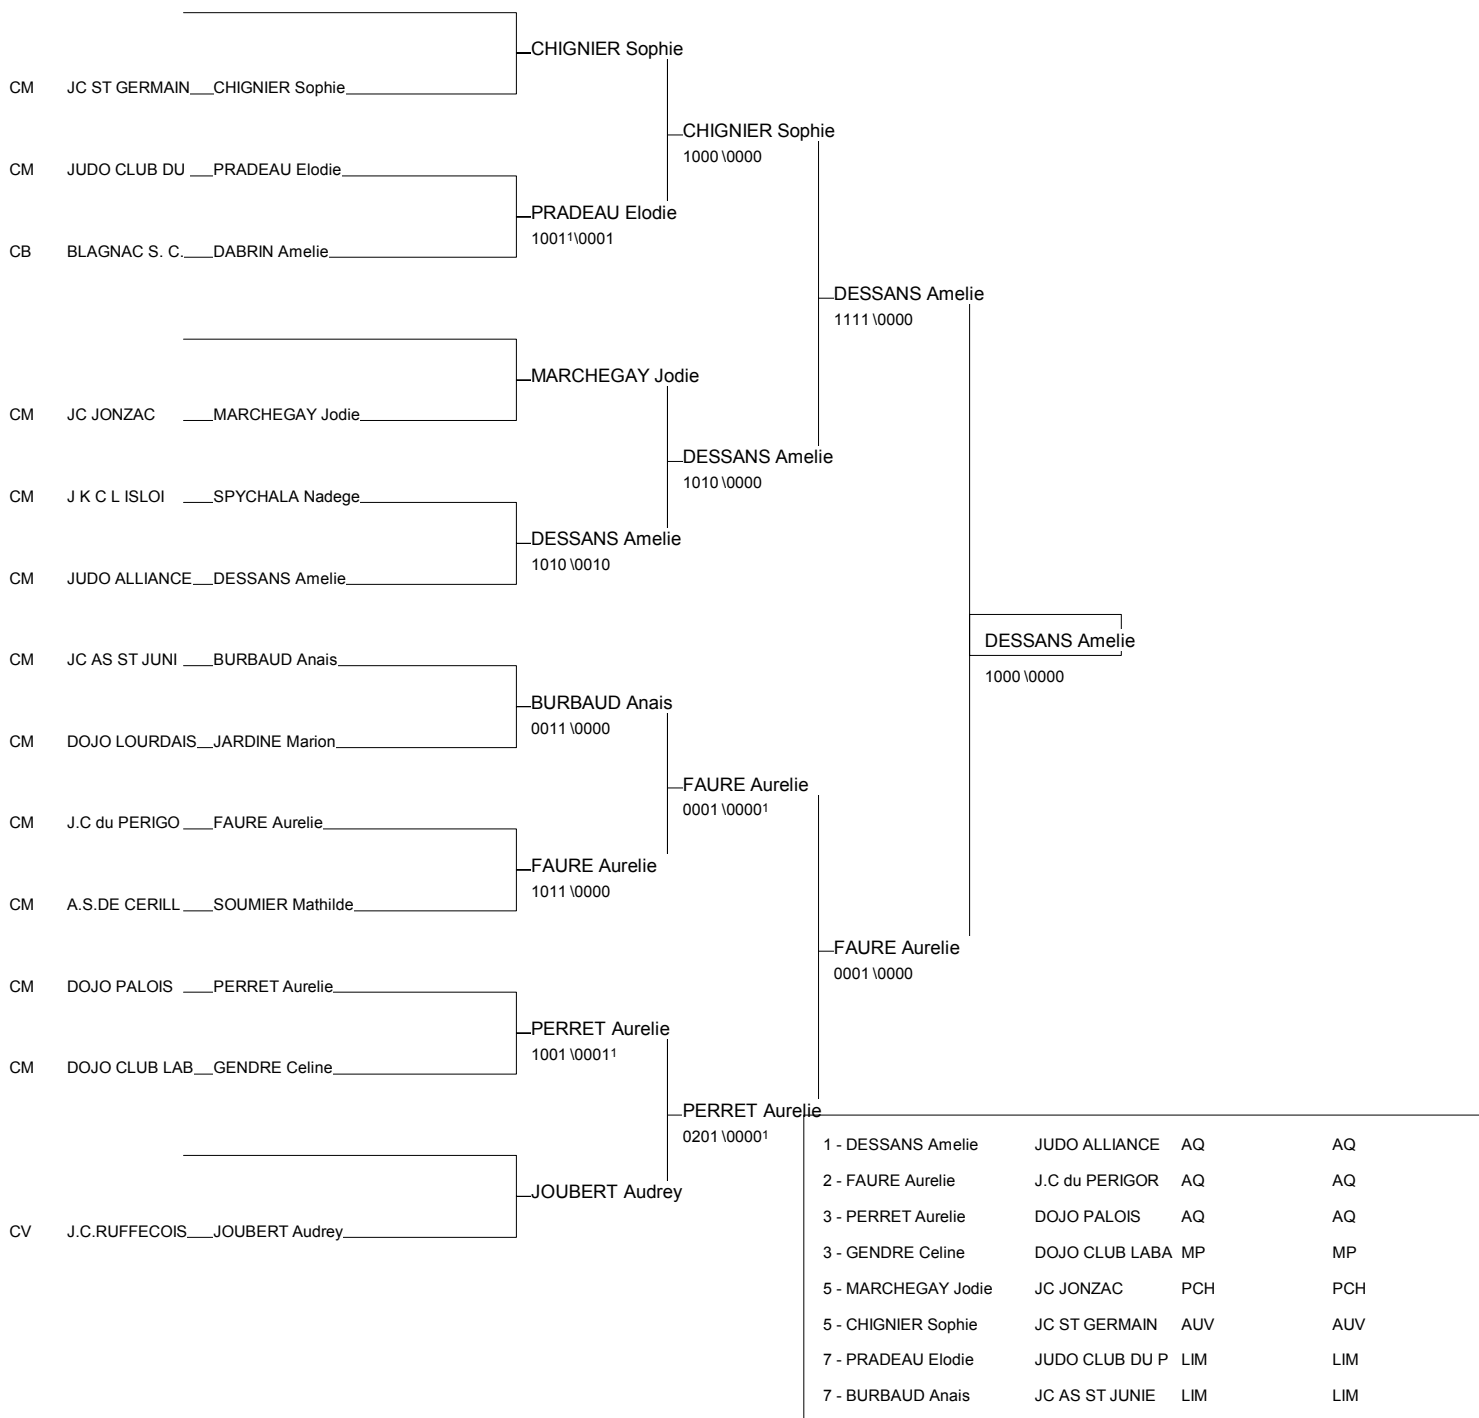 CHIGNIER Sophie
CM JC ST GERMAIN CHIGNIER Sophie
CHIGNIER Sophie
1000 \0000
CM JUDO CLUB DU PRADEAU Elodie
PRADEAU Elodie
1001¹\0001
CB BLAGNAC S. C. DABRIN Amelie
DESSANS Amelie
1111 \0000
MARCHEGAY Jodie
CM JC JONZAC MARCHEGAY Jodie
DESSANS Amelie
1010 \0000
CM J K C L ISLOI SPYCHALA Nadege
DESSANS Amelie
1010 \0010
CM JUDO ALLIANCE DESSANS Amelie
DESSANS Amelie
1000 \0000
CM JC AS ST JUNI BURBAUD Anais
BURBAUD Anais
0011 \0000
CM DOJO LOURDAIS JARDINE Marion
FAURE Aurelie
0001 \0000¹
CM J.C du PERIGO FAURE Aurelie
FAURE Aurelie
1011 \0000
CM A.S.DE CERILL SOUMIER Mathilde
FAURE Aurelie
0001 \0000
CM DOJO PALOIS PERRET Aurelie
PERRET Aurelie
1001 \0001¹
CM DOJO CLUB LAB GENDRE Celine
PERRET Aurelie
0201 \0000¹
JOUBERT Audrey
CV J.C.RUFFECOIS JOUBERT Audrey
1 - DESSANS Amelie JUDO ALLIANCE AQ AQ
2 - FAURE Aurelie J.C du PERIGOR AQ AQ
3 - PERRET Aurelie DOJO PALOIS AQ AQ
3 - GENDRE Celine DOJO CLUB LABA MP MP
5 - MARCHEGAY Jodie JC JONZAC PCH PCH
5 - CHIGNIER Sophie JC ST GERMAIN AUV AUV
7 - PRADEAU Elodie JUDO CLUB DU P LIM LIM
7 - BURBAUD Anais JC AS ST JUNIE LIM LIM